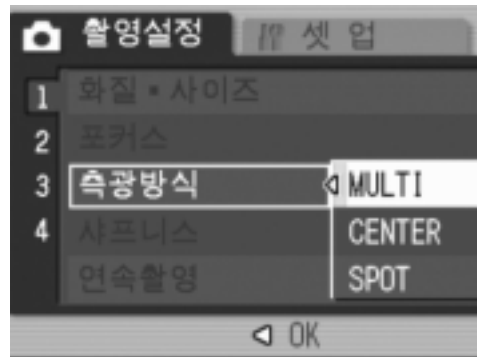 촬영설정 셋 업
1 화질·사이즈
2 포커스
3 측광방식 MULTI
4 샤프니스 CENTER
연속촬영 SPOT
OK